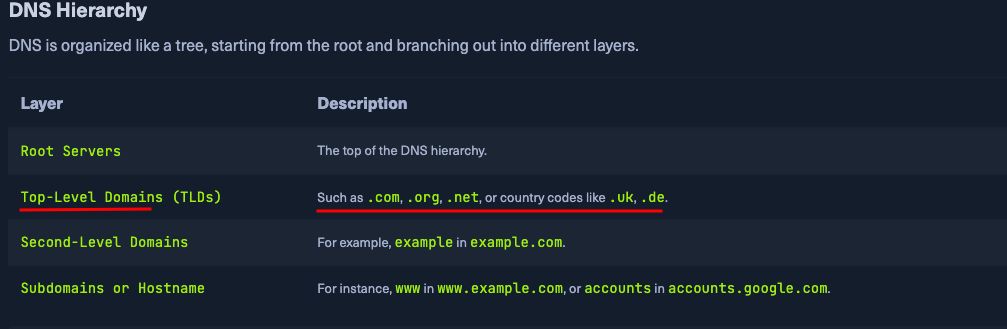 DNS Hierarchy
DNS is organized like a tree, starting from the root and branching out into different layers.
Layer Description
Root Servers The top of the DNS hierarchy.
Top-Level Domains (TLDs) Such as .com, .org, .net, or country codes like .uk, .de.
Second-Level Domains For example, example in example.com.
Subdomains or Hostname For instance, www in www.example.com, or accounts in accounts.google.com.